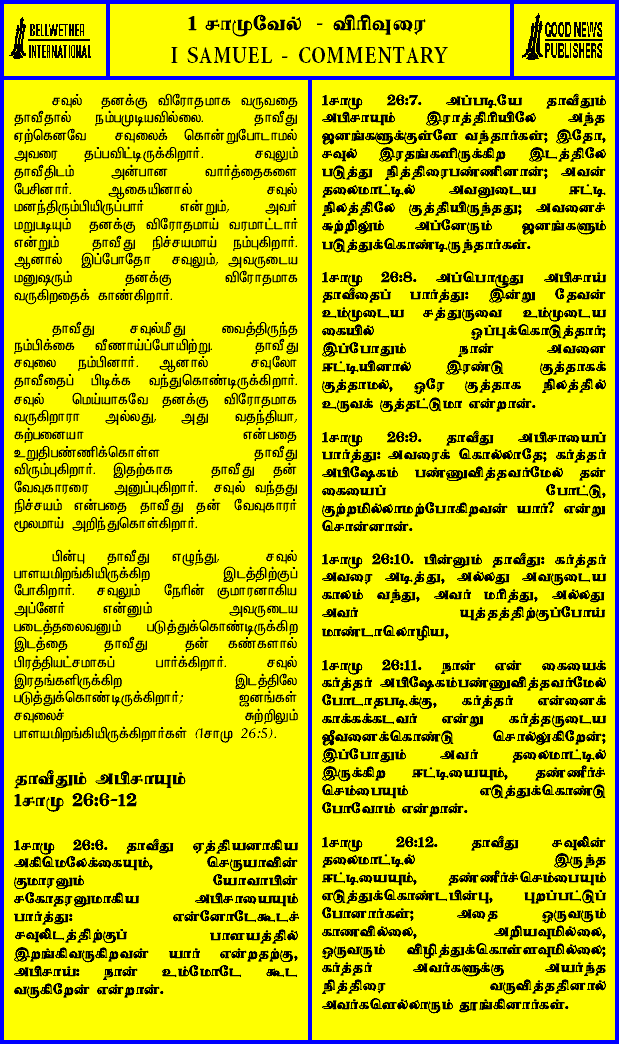 BELLWETHER
INTERNATIONAL
1 சாமுவேல் - விரிவுரை
I SAMUEL - COMMENTARY
GOOD NEWS
PUBLISHERS
சவுல் தனக்கு விரோதமாக வருவதை
தாவீதால் நம்பமுடியவில்லை. தாவீது
ஏற்கெனவே சவுலைக் கொன்றுபோடாமல்
அவரை தப்பவிட்டிருக்கிறார். சவுலும்
தாவீதிடம் அன்பான வார்த்தைகளை
பேசினார். ஆகையினால் சவுல்
மனந்திரும்பியிருப்பார் என்றும், அவர்
மறுபடியும் தனக்கு விரோதமாய் வரமாட்டார்
என்றும் தாவீது நிச்சயமாய் நம்புகிறார்.
ஆனால் இப்போதோ சவுலும், அவருடைய
மனுஷரும் தனக்கு விரோதமாக
வருகிறதைக் காண்கிறார்.
தாவீது சவுல்மீது வைத்திருந்த
நம்பிக்கை வீணாய்ப்போயிற்று. தாவீது
சவுலை நம்பினார். ஆனால் சவுலோ
தாவீதைப் பிடிக்க வந்துகொண்டிருக்கிறார்.
சவுல் மெய்யாகவே தனக்கு விரோதமாக
வருகிறாரா அல்லது, அது வதந்தியா,
கற்பனையா என்பதை
உறுதிபண்ணிக்கொள்ள தாவீது
விரும்புகிறார். இதற்காக தாவீது தன்
வேவுகாரரை அனுப்புகிறார். சவுல் வந்தது
நிச்சயம் என்பதை தாவீது தன் வேவுகாரர்
மூலமாய் அறிந்துகொள்கிறார்.
பின்பு தாவீது எழுந்து, சவுல்
பாளயமிறங்கியிருக்கிற இடத்திற்குப்
போகிறார். சவுலும் நேரின் குமாரனாகிய
அப்னேர் என்னும் அவருடைய
படைத்தலைவனும் படுத்துக்கொண்டிருக்கிற
இடத்தை தாவீது தன் கண்களால்
பிரத்தியட்சமாகப் பார்க்கிறார். சவுல்
இரதங்களிருக்கிற இடத்திலே
படுத்துக்கொண்டிருக்கிறார்; ஜனங்கள்
சவுலைச் சுற்றிலும்
பாளயமிறங்கியிருக்கிறார்கள் (1சாமு 26:5).
தாவீதும் அபிசாயும்
1சாமு 26:6-12
1சாமு 26:6. தாவீது ஏத்தியனாகிய
அகிமெலேக்கையும், செருயாவின்
குமாரனும் யோவாபின்
சகோதரனுமாகிய அபிசாயையும்
பார்த்து: என்னோடேகூடச்
சவுலிடத்திற்குப் பாளயத்தில்
இறங்கிவருகிறவன் யார் என்றதற்கு,
அபிசாய்: நான் உம்மோடே கூட
வருகிறேன் என்றான்.
1சாமு 26:7. அப்படியே தாவீதும்
அபிசாயும் இராத்திரியிலே அந்த
ஜனங்களுக்குள்ளே வந்தார்கள்; இதோ,
சவுல் இரதங்களிருக்கிற இடத்திலே
படுத்து நித்திரைபண்ணினான்; அவன்
தலைமாட்டில் அவனுடைய ஈட்டி
நிலத்திலே குத்தியிருந்தது; அவனைச்
சுற்றிலும் அப்னேரும் ஜனங்களும்
படுத்துக்கொண்டிருந்தார்கள்.
1சாமு 26:8. அப்பொழுது அபிசாய்
தாவீதைப் பார்த்து: இன்று தேவன்
உம்முடைய சத்துருவை உம்முடைய
கையில் ஒப்புக்கொடுத்தார்;
இப்போதும் நான் அவனை
ஈட்டியினால் இரண்டு குத்தாகக்
குத்தாமல், ஒரே குத்தாக நிலத்தில்
உருவக் குத்தட்டுமா என்றான்.
1சாமு 26:9. தாவீது அபிசாயைப்
பார்த்து: அவரைக் கொல்லாதே; கர்த்தர்
அபிஷேகம் பண்ணுவித்தவர்மேல் தன்
கையைப் போட்டு,
குற்றமில்லாமற்போகிறவன் யார்? என்று
சொன்னான்.
1சாமு 26:10. பின்னும் தாவீது: கர்த்தர்
அவரை அடித்து, அல்லது அவருடைய
காலம் வந்து, அவர் மரித்து, அல்லது
அவர் யுத்தத்திற்குப்போய்
மாண்டாலொழிய,
1சாமு 26:11. நான் என் கையைக்
கர்த்தர் அபிஷேகம்பண்ணுவித்தவர்மேல்
போடாதபடிக்கு, கர்த்தர் என்னைக்
காக்கக்கடவர் என்று கர்த்தருடைய
ஜீவனைக்கொண்டு சொல்லுகிறேன்;
இப்போதும் அவர் தலைமாட்டில்
இருக்கிற ஈட்டியையும், தண்ணீர்ச்
செம்பையும் எடுத்துக்கொண்டு
போவோம் என்றான்.
1சாமு 26:12. தாவீது சவுலின்
தலைமாட்டில் இருந்த
ஈட்டியையும், தண்ணீர்ச்செம்பையும்
எடுத்துக்கொண்டபின்பு, புறப்பட்டுப்
போனார்கள்; அதை ஒருவரும்
காணவில்லை, அறியவுமில்லை,
ஒருவரும் விழித்துக்கொள்ளவுமில்லை;
கர்த்தர் அவர்களுக்கு அயர்ந்த
நித்திரை வருவித்ததினால்
அவர்களெல்லாரும் தூங்கினார்கள்.